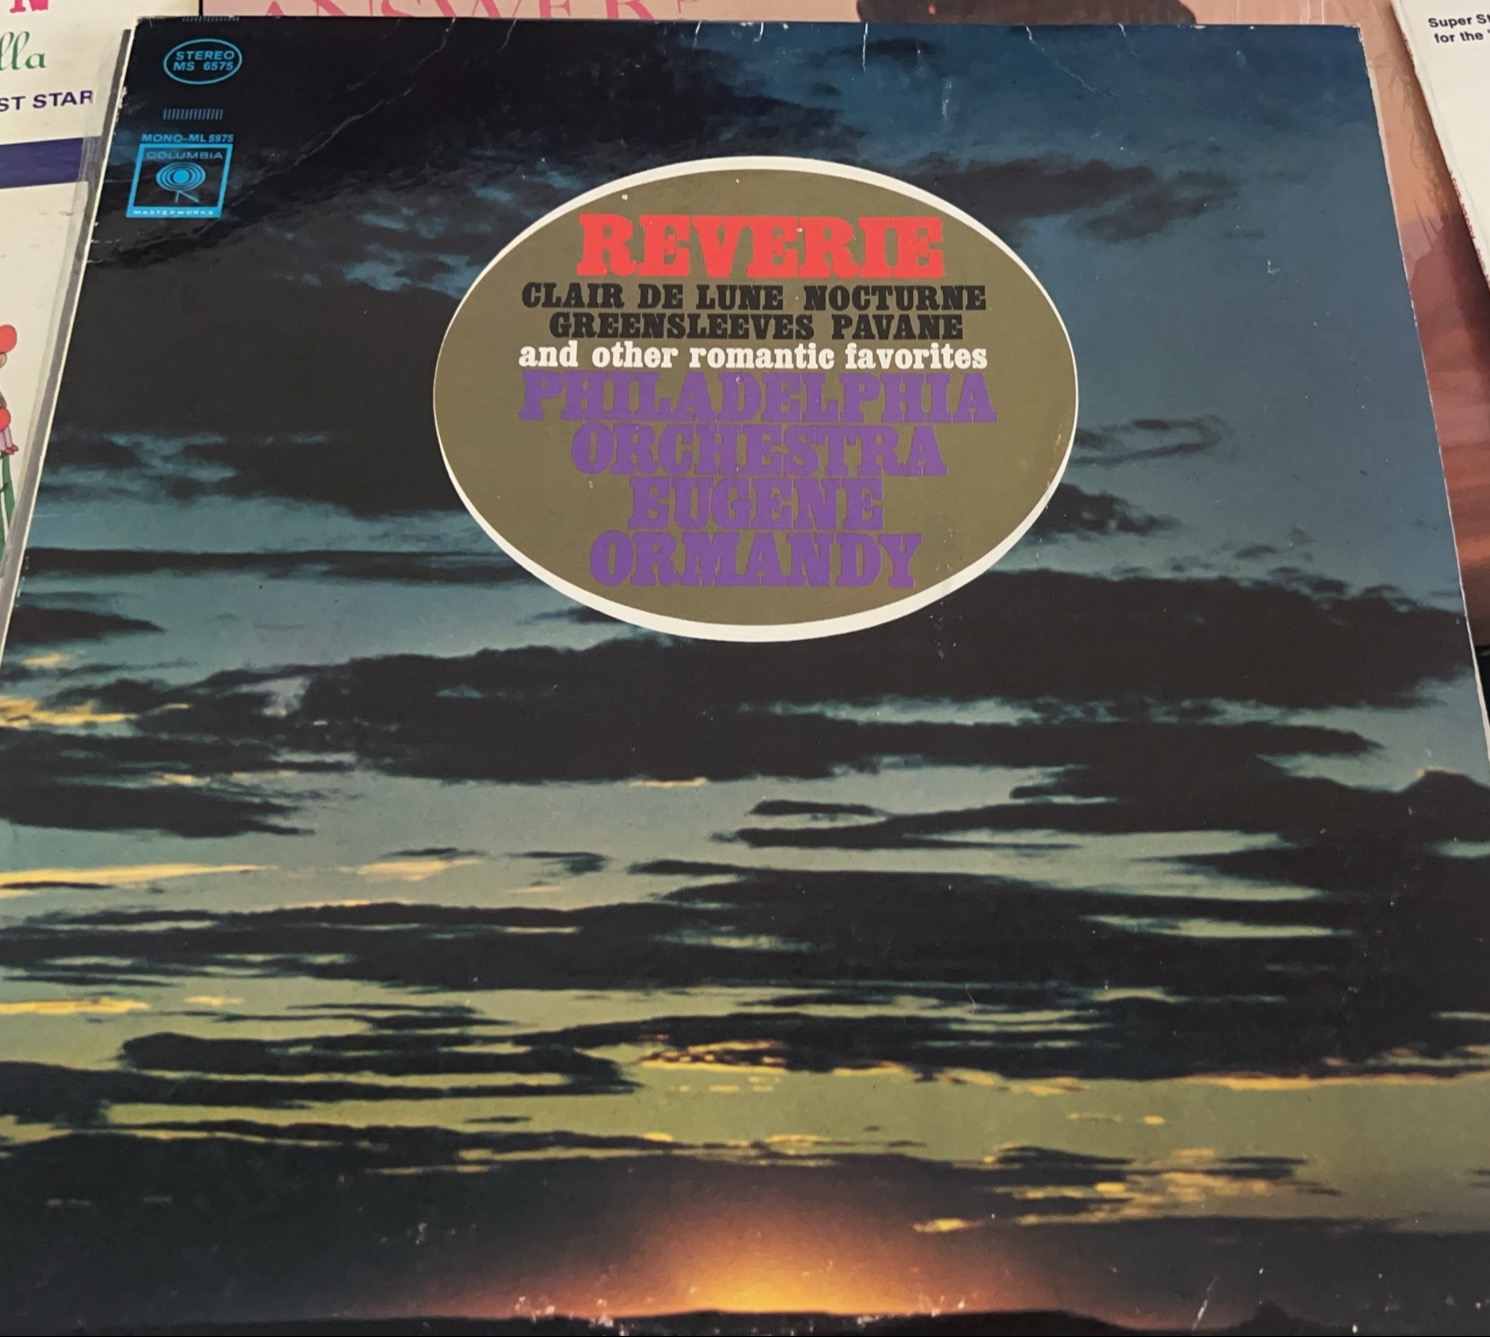 ANSWER
N
lla
ST STAR
Super
for the
STEREO
MS 6575
MONO-ML 5975
COLUMBIA
MASTERWORKS
REVERIE
CLAIR DE LUNE NOCTURNE
GREENSLEEVES PAVANE
and other romantic favorites
PHILADELPHIA
ORCHESTRA
EUGENE
ORMANDY